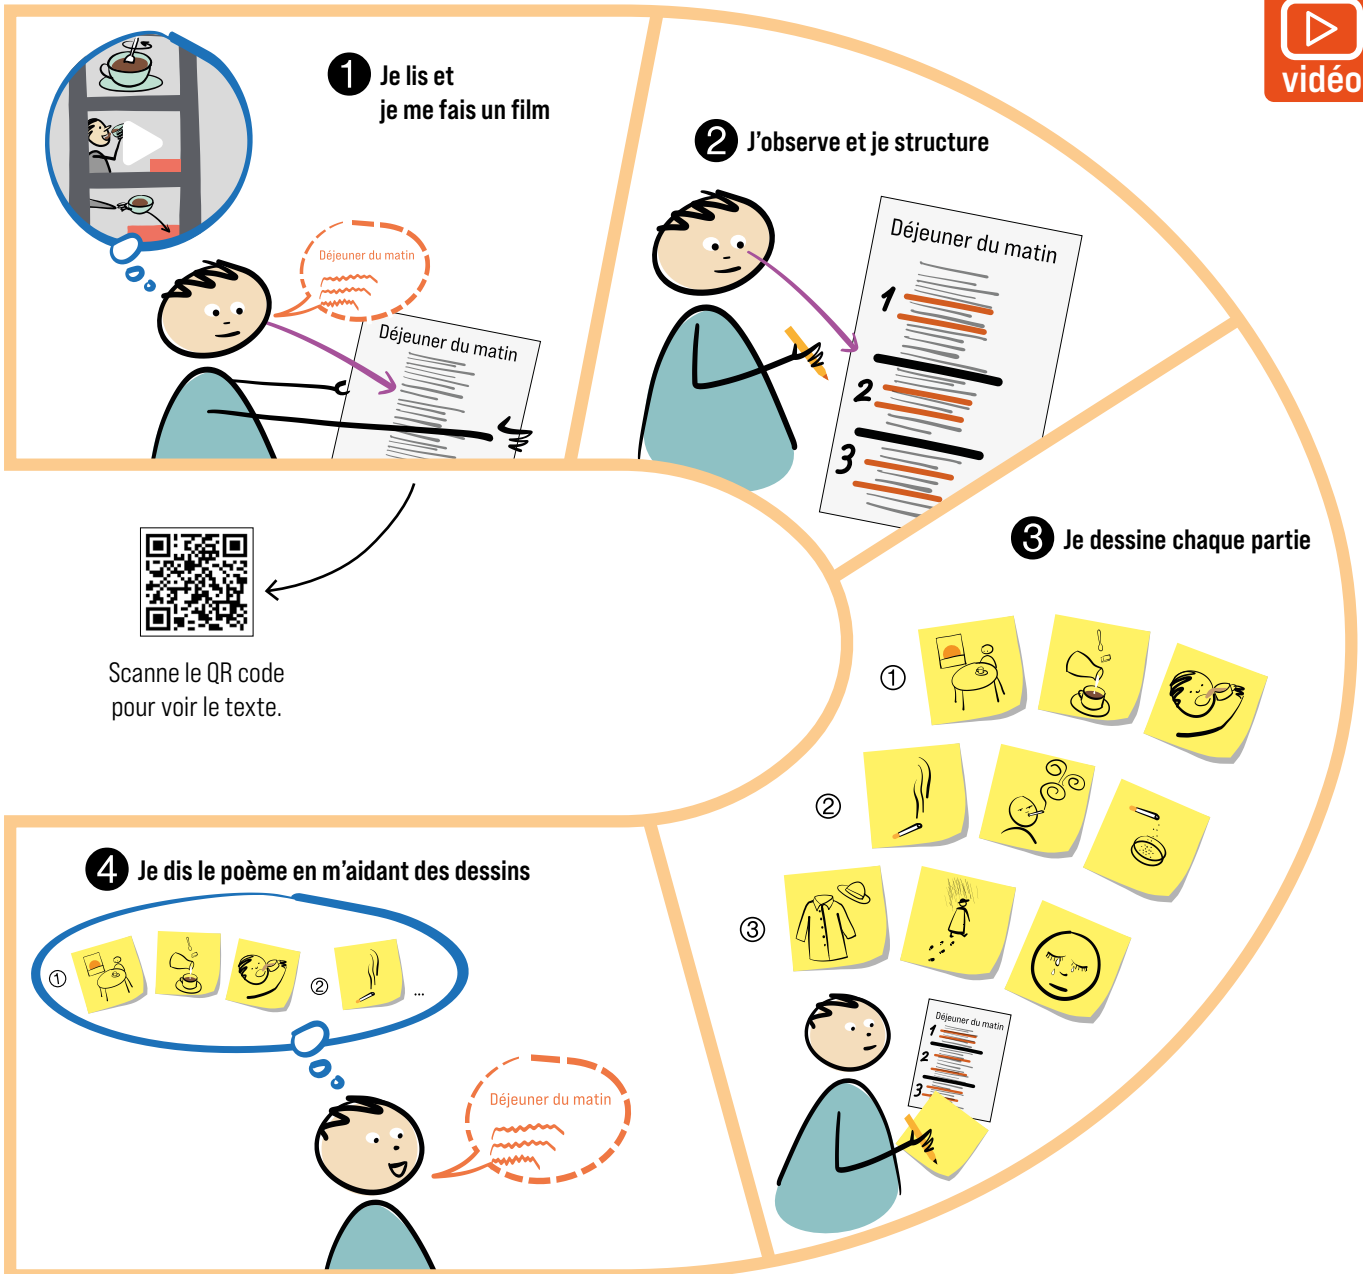 vidéo
1 Je lis et
je me fais un film
Déjeuner du matin
Déjeuner du matin
2 J'observe et je structure
Déjeuner du matin
1
2
3
Scanne le QR code
pour voir le texte.
3 Je dessine chaque partie
①
②
③
Déjeuner du matin
1
2
3
4 Je dis le poème en m'aidant des dessins
①
②
...
Déjeuner du matin